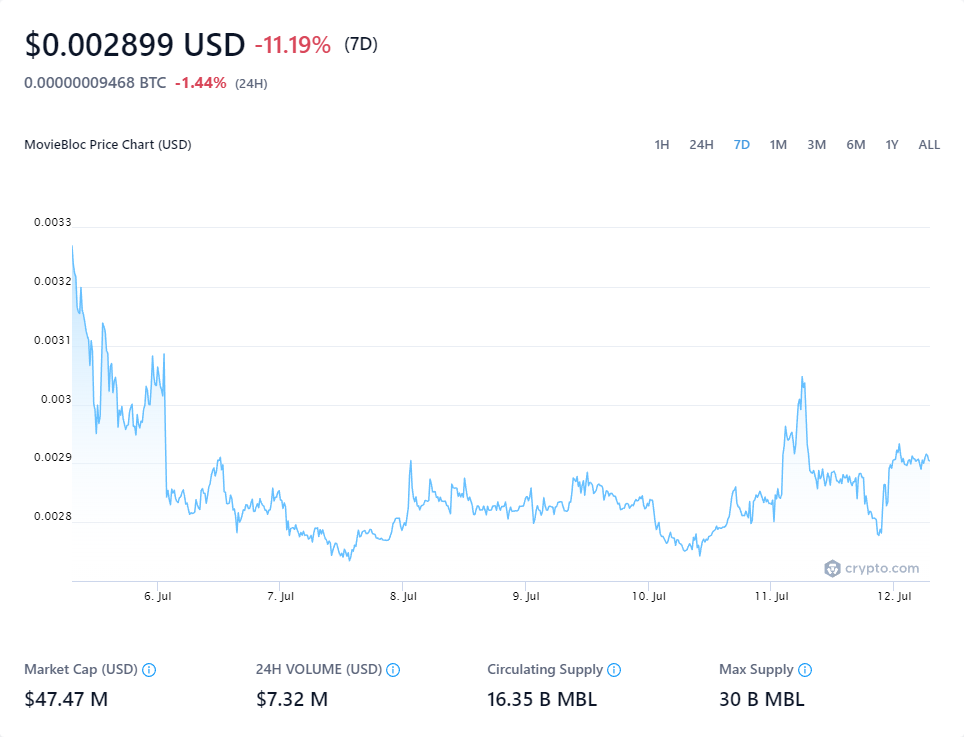 $0.002899 USD -11.19% (7D)
0.00000009468 BTC -1.44% (24H)
MovieBloc Price Chart (USD) 1H 24H 7D 1M 3M 6M 1Y ALL
0.0033
0.0032
0.0031
0.003
0.0029
0.0028
crypto.com
6. Jul 7. Jul 8. Jul 9. Jul 10. Jul 11. Jul 12. Jul
Market Cap (USD) 24H VOLUME (USD) Circulating Supply Max Supply
$47.47 M $7.32 M 16.35 B MBL 30 B MBL